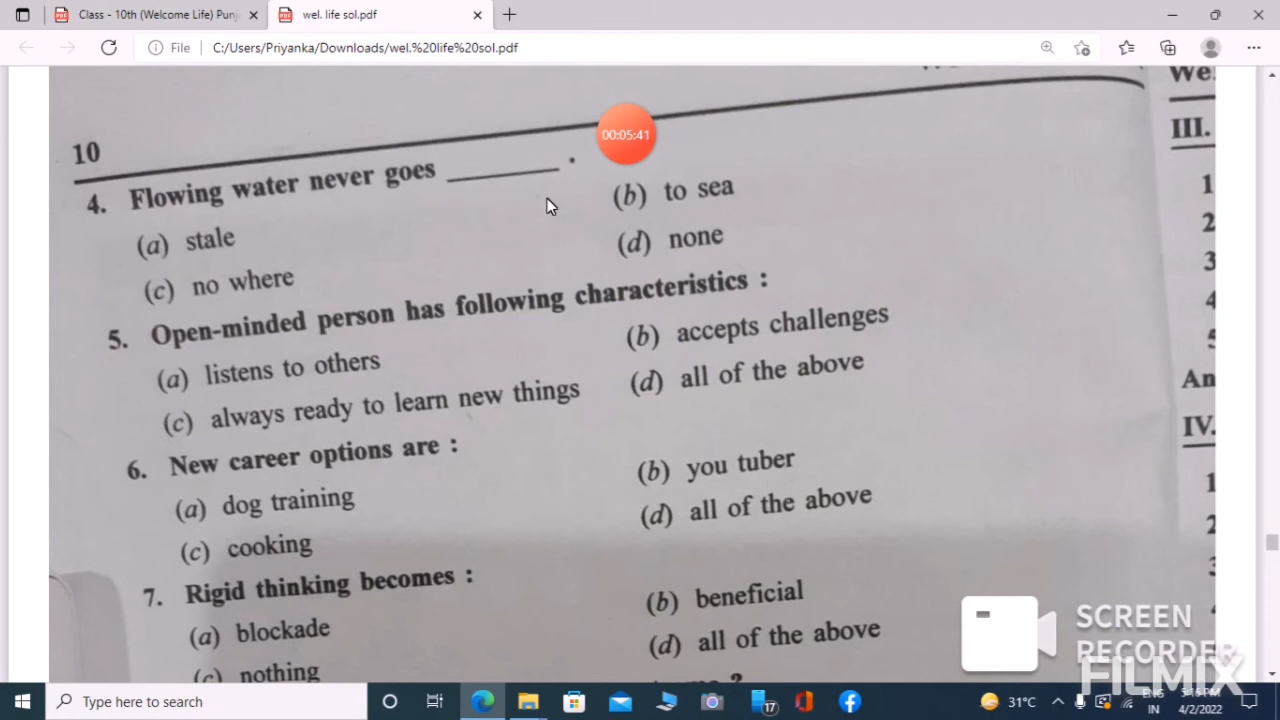 Class - 10th (Welcome Life) Punj
wel. life sol.pdf
File
C:/Users/Priyanka/Downloads/wel.%20life%20sol.pdf
We
10
00:05:41
III.
4. Flowing water never goes ________ .
(a) stale
(b) to sea
(c) no where
(d) none
1
2
3
4
5. Open-minded person has following characteristics :
(a) listens to others
(b) accepts challenges
(c) always ready to learn new things
(d) all of the above
An
IV.
6. New career options are :
(a) dog training
(b) you tuber
(c) cooking
(d) all of the above
1
2
7. Rigid thinking becomes :
(a) blockade
(b) beneficial
(c) nothing
(d) all of the above
SCREEN
RECORDER
FILMIX
Type here to search
17
31°C
ENG
IN
5:15 PM
4/2/2022